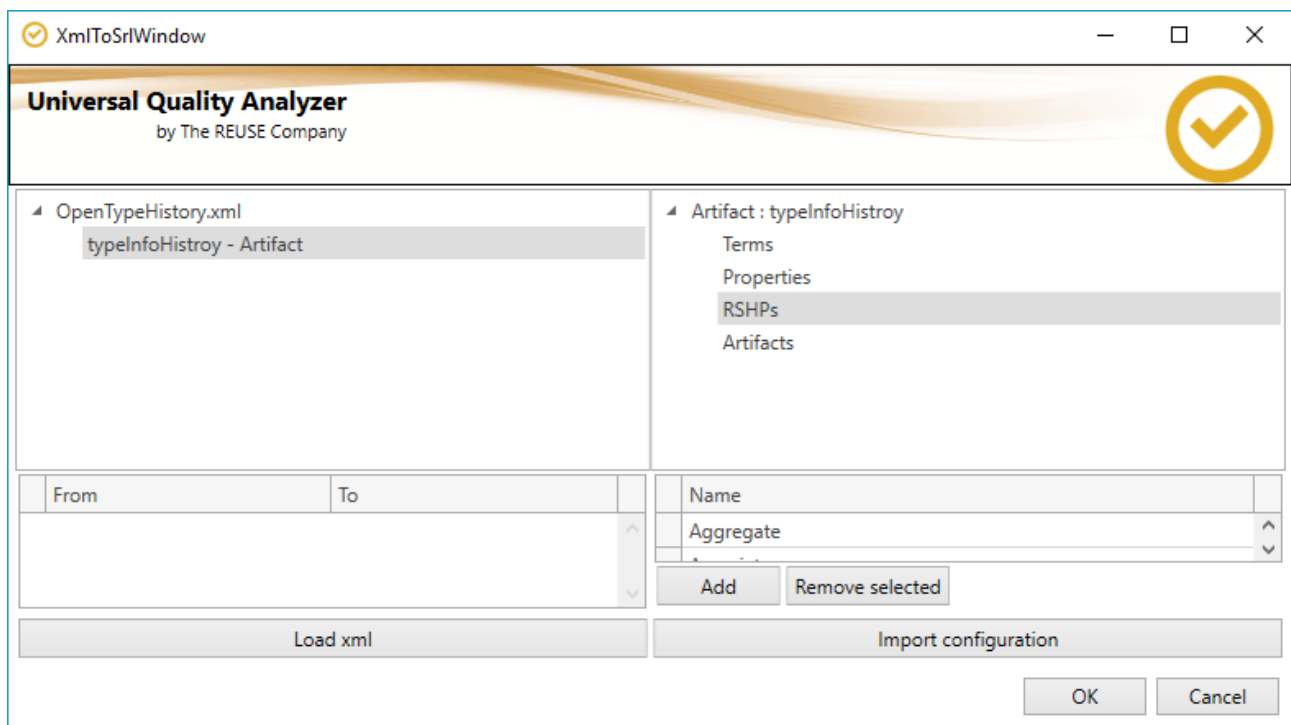 XmlToSrlWindow
Universal Quality Analyzer
by The REUSE Company
OpenTypeHistory.xml
typeInfoHistroy - Artifact
Artifact : typeInfoHistroy
Terms
Properties
RSHPs
Artifacts
From To
Name
Aggregate
Add Remove selected
Load xml Import configuration
OK Cancel